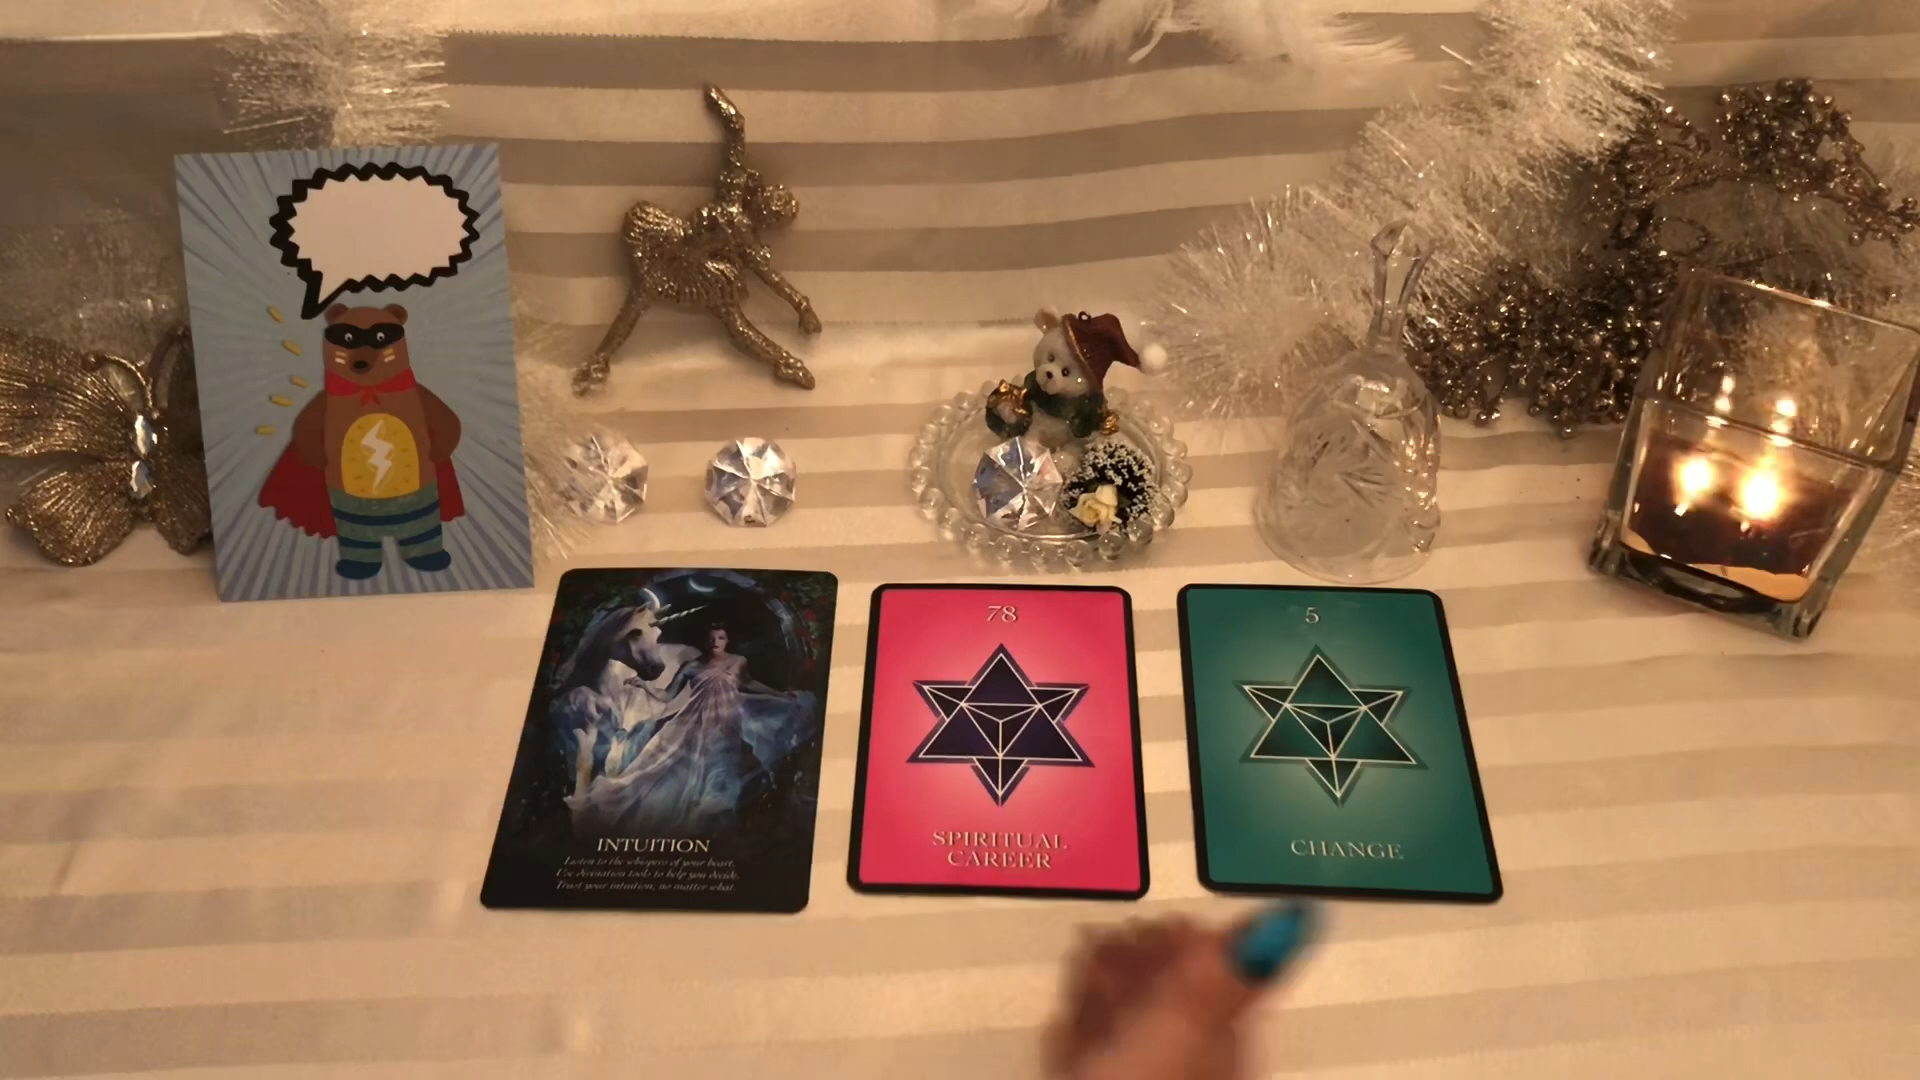 INTUITION
Listen to the whispers of your heart.
Use divination tools to help you decide.
Trust your intuition, no matter what.
78
SPIRITUAL
CAREER
5
CHANGE